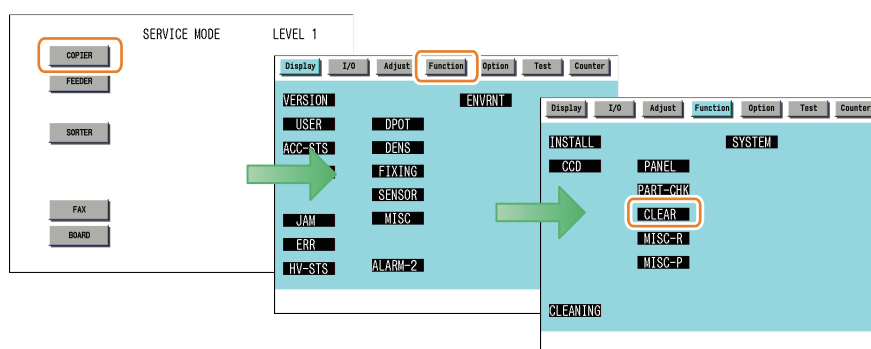 SERVICE MODE LEVEL 1
COPIER
FEEDER
SORTER
FAX
BOARD
Display I/O Adjust Function Option Test Counter
VERSION ENVRNT
USER DPOT
ACC-STS DENS
FIXING
SENSOR
JAM MISC
ERR
HV-STS ALARM-2
Display I/O Adjust Function Option Test Counter
INSTALL SYSTEM
CCD PANEL
PART-CHK
CLEAR
MISC-R
MISC-P
CLEANING